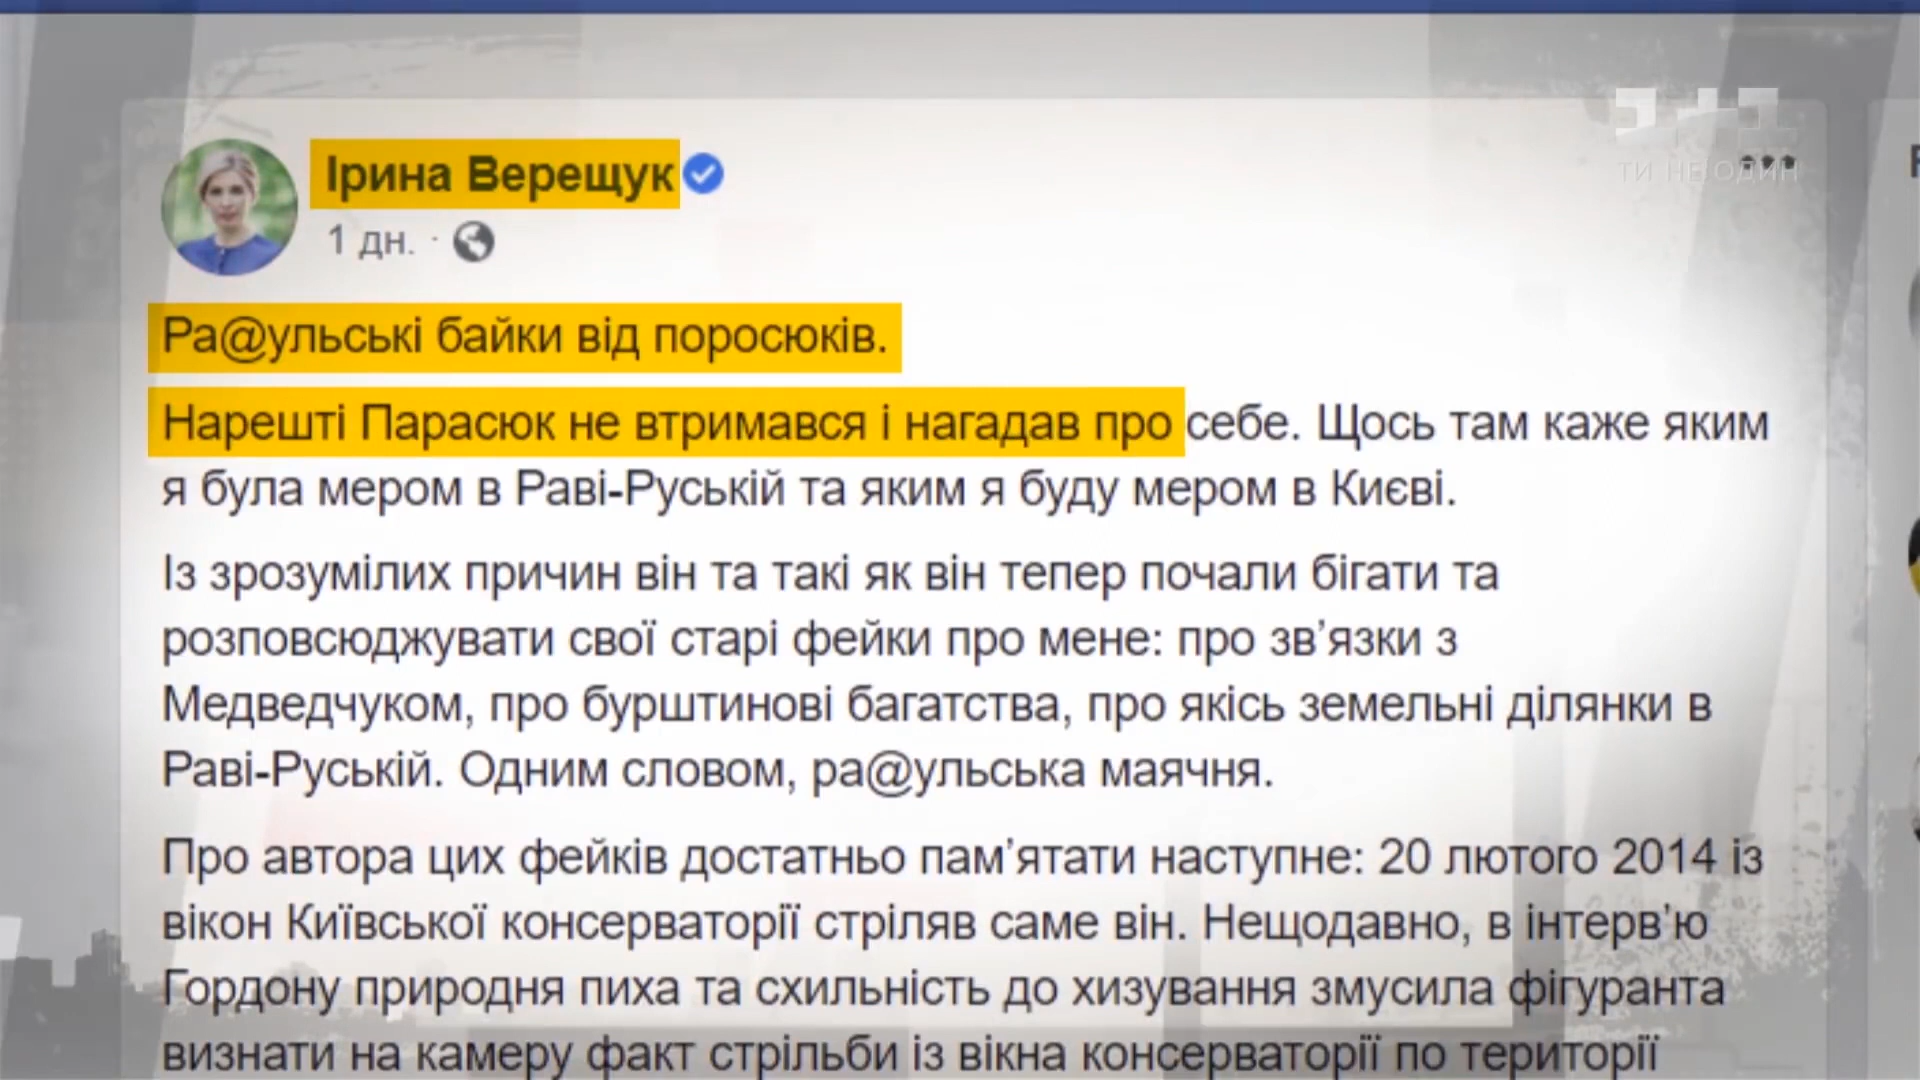 1+1
ТИ НЕ ОДИН
Ірина Верещук
1 дн. ·
Ра@ульські байки від поросюків.
Нарешті Парасюк не втримався і нагадав про себе. Щось там каже яким
я була мером в Раві-Руській та яким я буду мером в Києві.
Із зрозумілих причин він та такі як він тепер почали бігати та
розповсюджувати свої старі фейки про мене: про зв’язки з
Медведчуком, про бурштинові багатства, про якісь земельні ділянки в
Раві-Руській. Одним словом, ра@ульська маячня.
Про автора цих фейків достатньо пам’ятати наступне: 20 лютого 2014 із
вікон Київської консерваторії стріляв саме він. Нещодавно, в інтерв’ю
Гордону природня пиха та схильність до хизування змусила фігуранта
визнати на камеру факт стрільби із вікна консерваторії по території